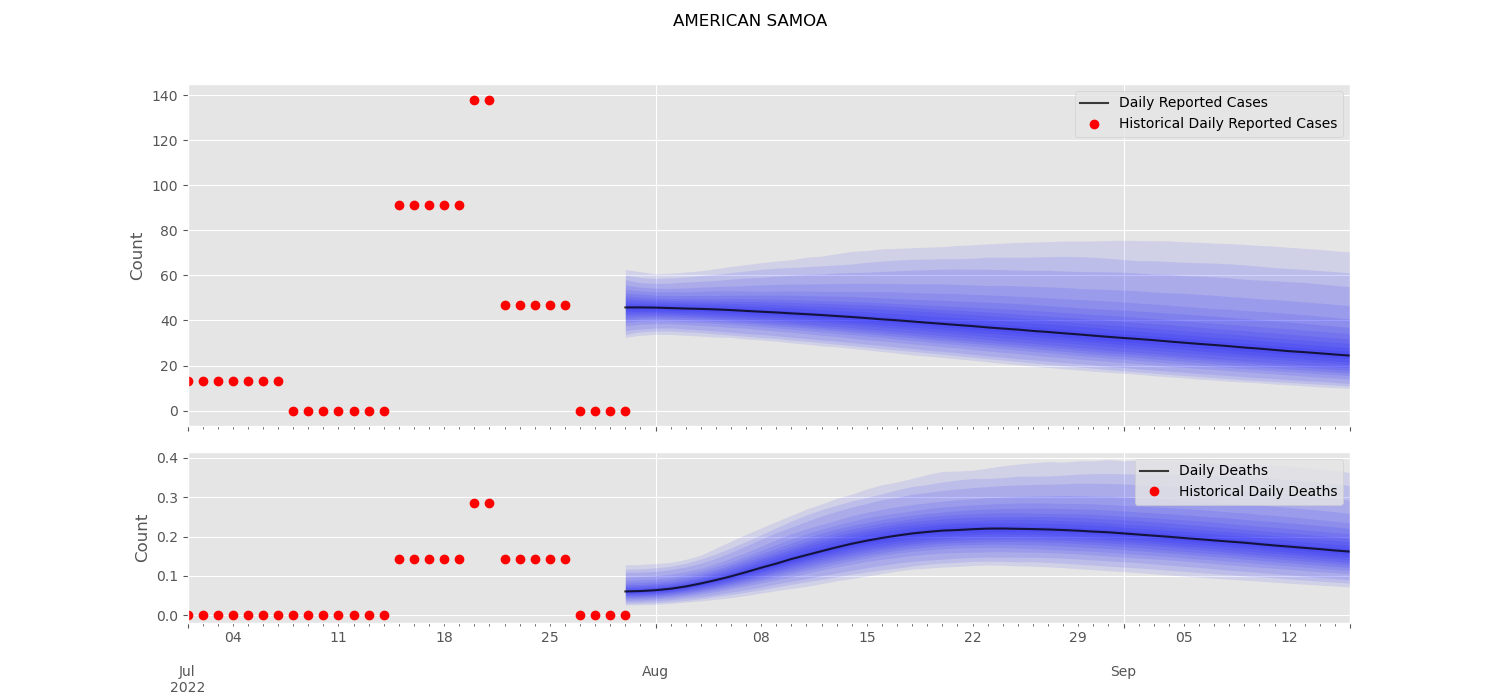 AMERICAN SAMOA
140
120
100
80
60
40
20
0
Count
Daily Reported Cases
Historical Daily Reported Cases
0.4
0.3
0.2
0.1
0.0
Count
Daily Deaths
Historical Daily Deaths
04 11 18 25 08 15 22 29 05 12
Jul Aug Sep
2022